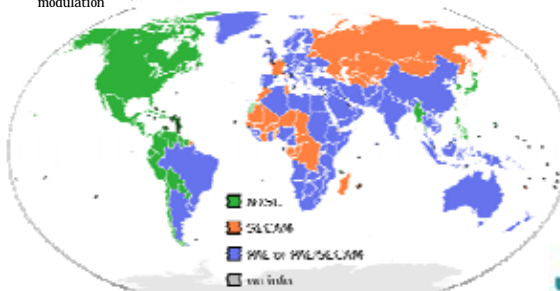 modulation
NTSC
SECAM
PAL or PAL/SECAM
no info